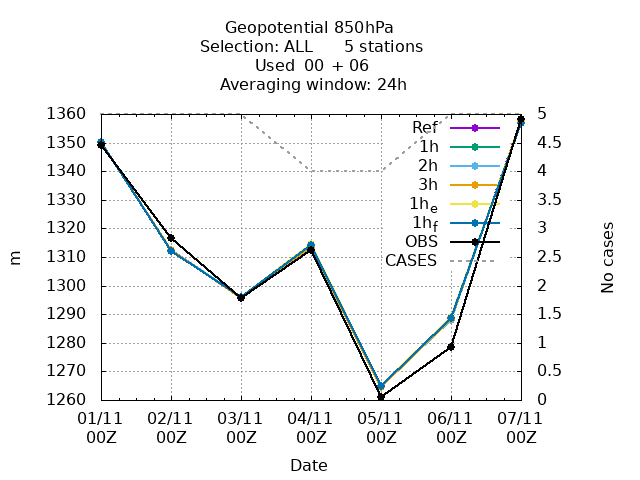 Geopotential 850hPa
Selection: ALL 5 stations
Used 00 + 06
Averaging window: 24h
1360
1350
1340
1330
1320
1310
1300
1290
1280
1270
1260
m
5
4.5
4
3.5
3
2.5
2
1.5
1
0.5
0
No cases
Ref
1h
2h
3h
1he
1hf
OBS
CASES
01/11 02/11 03/11 04/11 05/11 06/11 07/11
00Z 00Z 00Z 00Z 00Z 00Z 00Z
Date